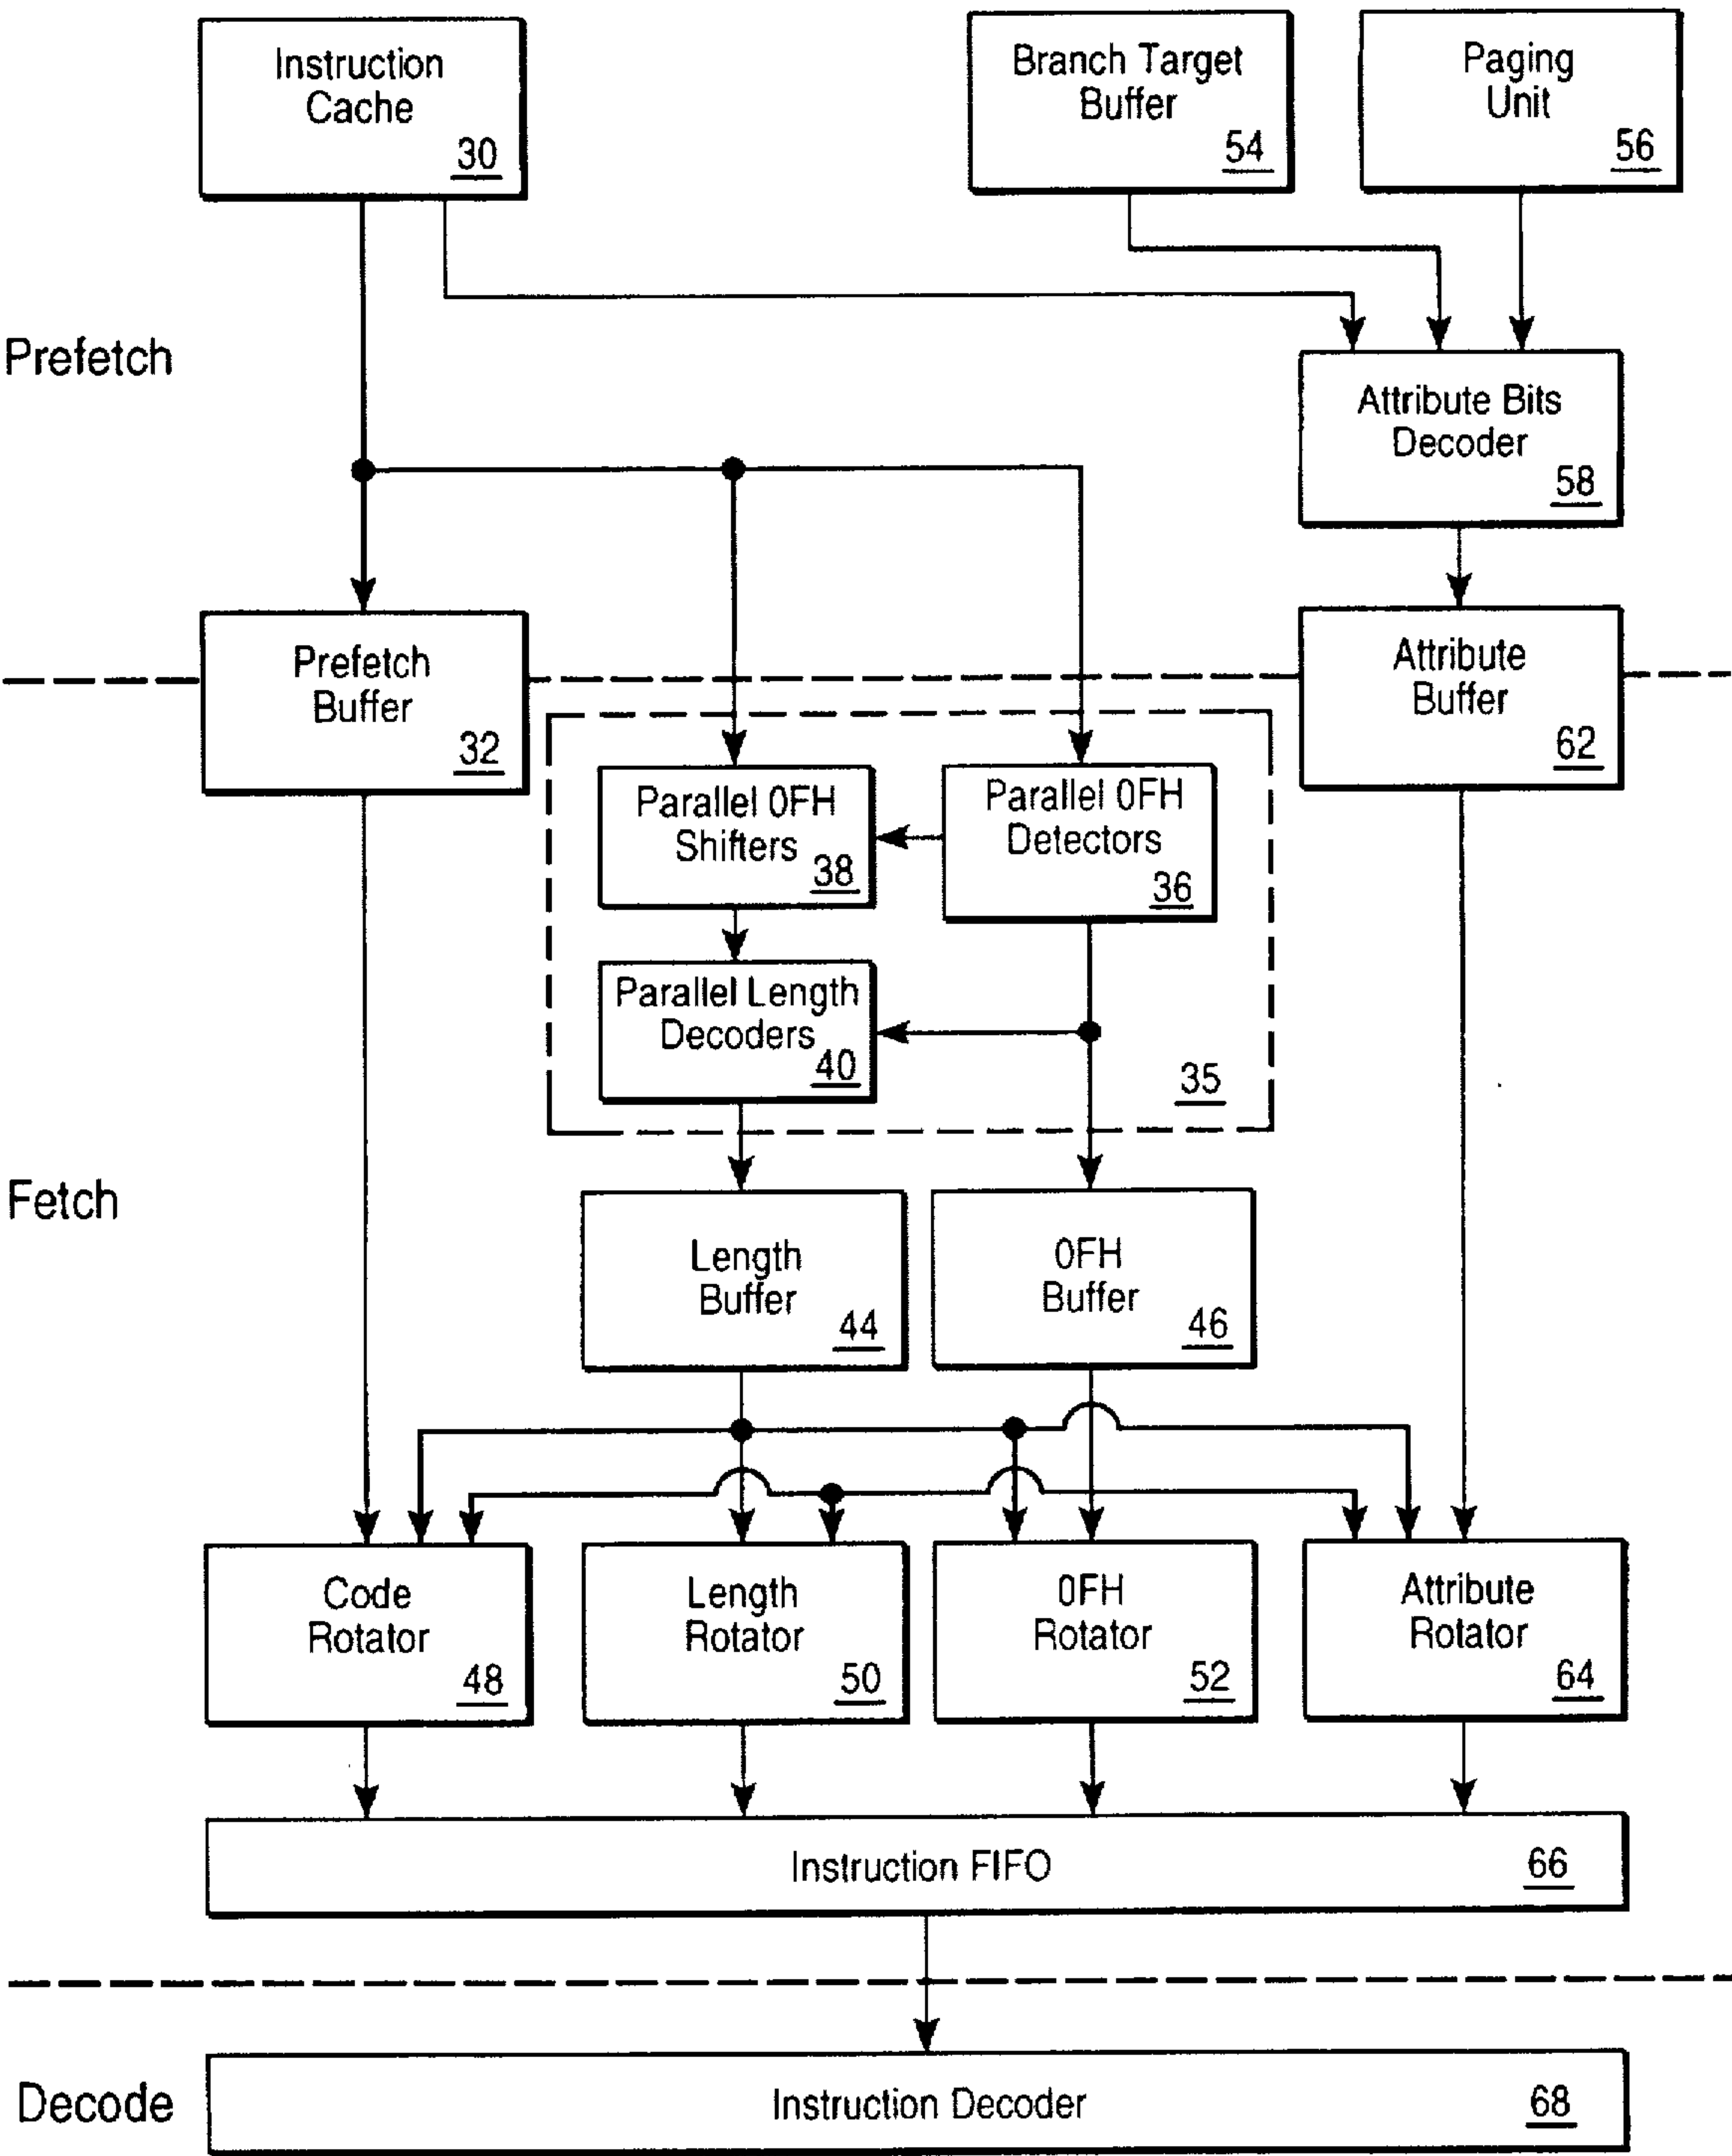 Instruction
Cache
30
Branch Target
Buffer
54
Paging
Unit
56
Prefetch
Attribute Bits
Decoder
58
Prefetch
Buffer
32
Attribute
Buffer
62
Parallel 0FH
Shifters
38
Parallel 0FH
Detectors
36
Parallel Length
Decoders
40
35
Fetch
Length
Buffer
44
0FH
Buffer
46
Code
Rotator
48
Length
Rotator
50
0FH
Rotator
52
Attribute
Rotator
64
Instruction FIFO
66
Decode
Instruction Decoder
68